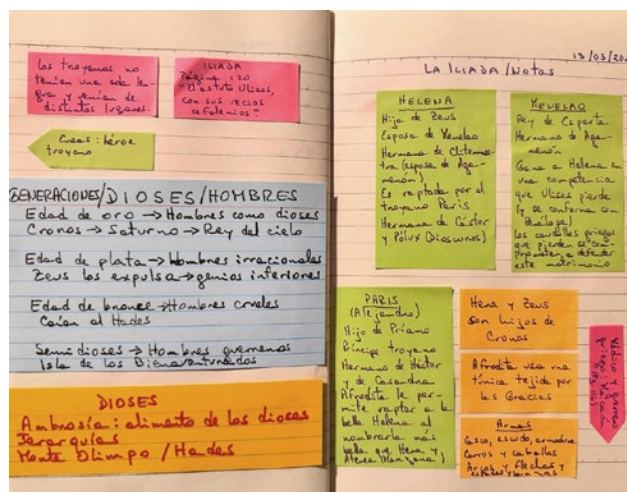 Los troyanos no
tenían una sola len-
gua y venían de
distintos lugares.
ILIADA
Página 120
"El astuto Ulises,
con sus recios
cefalenios"
Eneas: héroe
troyano
GENERACIONES/DIOSES/HOMBRES
Edad de oro → Hombres como dioses
Cronos → Saturno → Rey del cielo
Edad de plata → hombres irracionales
Zeus los expulsa → genios inferiores
Edad de bronce → Hombres crueles
Caían al Hades
Semidioses → Hombres guerreros
Isla de los Bienaventurados
DIOSES
Ambrosía: alimento de los dioses
Jerarquías
Monte Olimpo / Hades
13/03/20
LA ILIADA / Notas
HELENA
Hija de Zeus
Esposa de Menelao
Hermana de Clitemnes-
tra (esposa de Aga-
menón)
Es raptada por el
troyano Paris
Hermana de Cástor
y Pólux (Dioscuros)
MENELAO
Rey de Esparta
Hermano de Aga-
menón
Gana a Helena en
una competencia
que Ulises pierde
(y se conforma con
Penélope)
Los caudillos griegos
que pierden se com-
prometen a defender
este matrimonio
PARIS
(Alejandro)
Hijo de Príamo
Príncipe troyano
Hermano de Héctor
y de Casandra
Afrodita le per-
mite raptar a la
bella Helena al
nombrarla más
bella que Hera y
Atenea (Manzana)
Hera y Zeus
son hijos de
Cronos
Afrodita usa una
túnica tejida por
las Gracias
Armas
Casco, escudo, armadura
Carros y caballos
Arcos y flechas y
Médico y guerrero
griego: Macaón